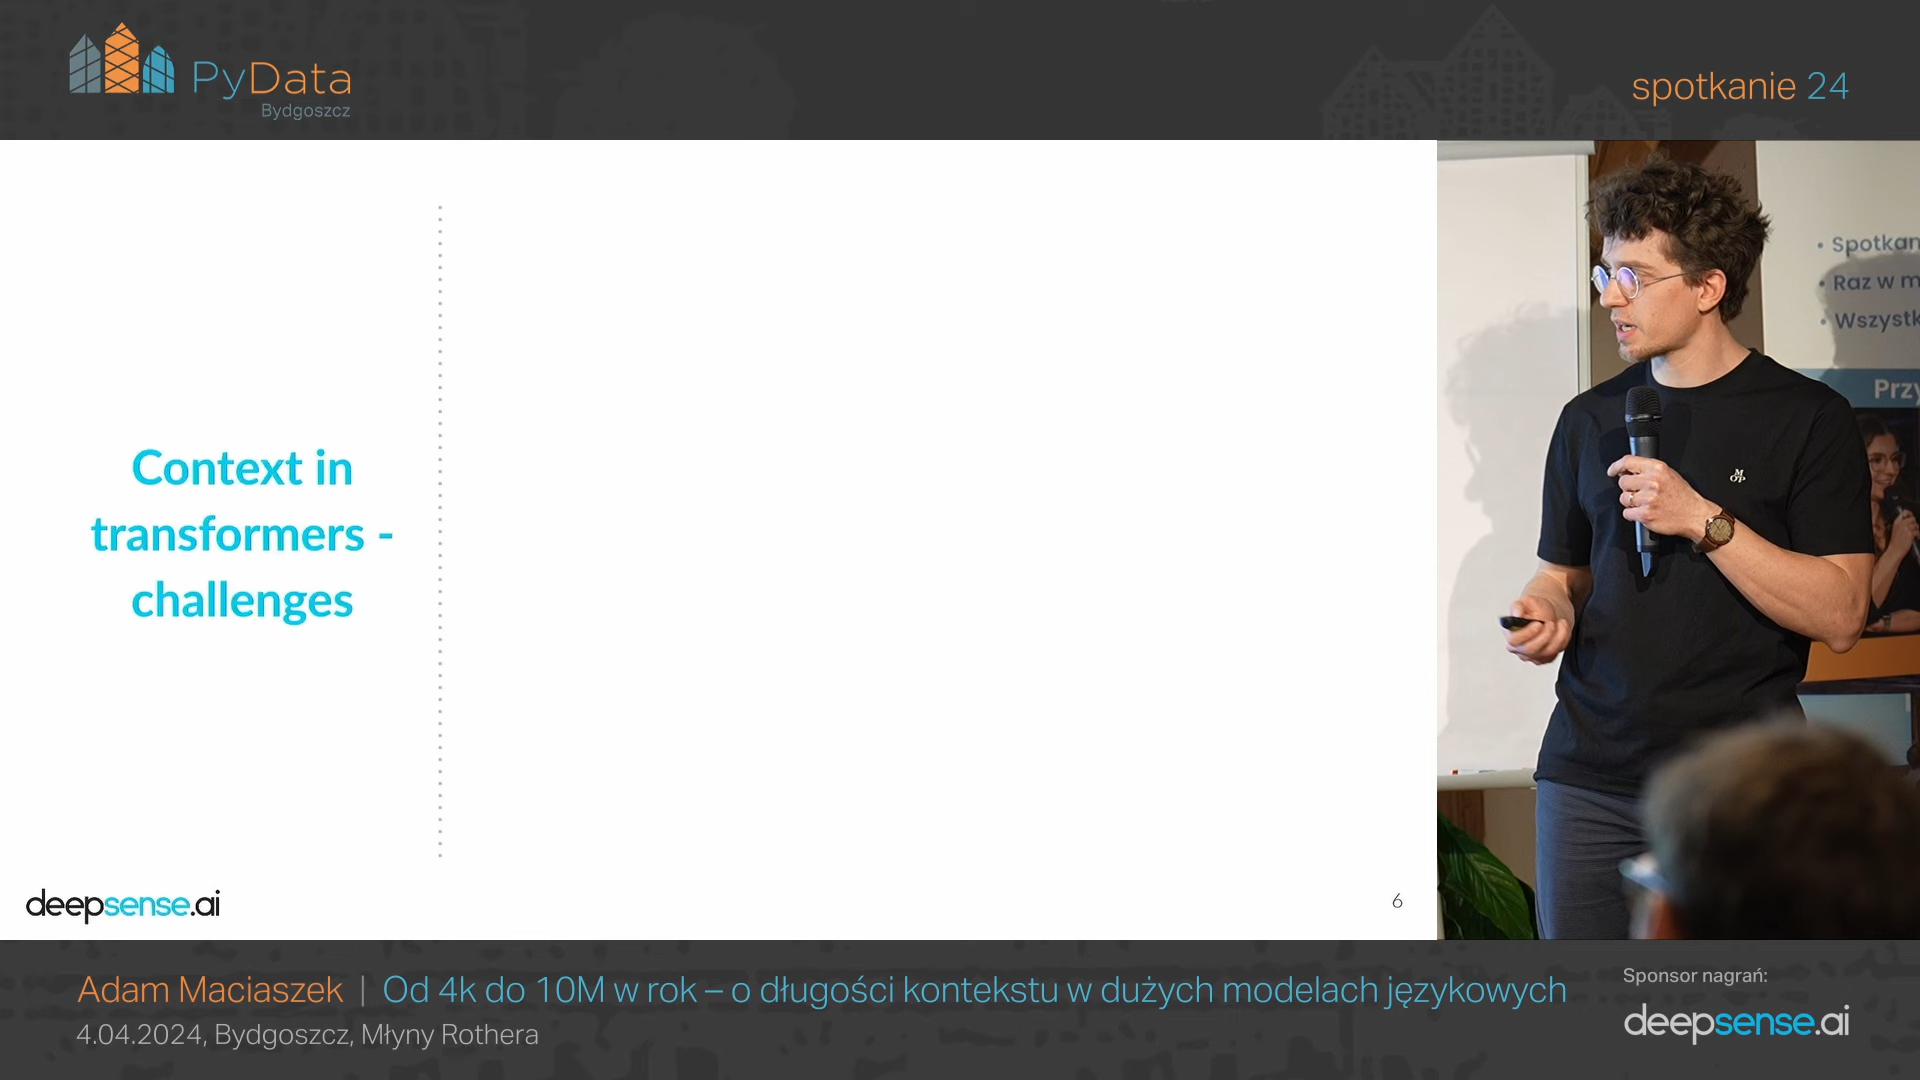 PyData
Bydgoszcz
spotkanie 24
Context in
transformers -
challenges
deepsense.ai
6
• Spotkan
• Raz w m
• Wszystk
Przy
M
OP
Adam Maciaszek | Od 4k do 10M w rok – o długości kontekstu w dużych modelach językowych
4.04.2024, Bydgoszcz, Młyny Rothera
Sponsor nagrań:
deepsense.ai